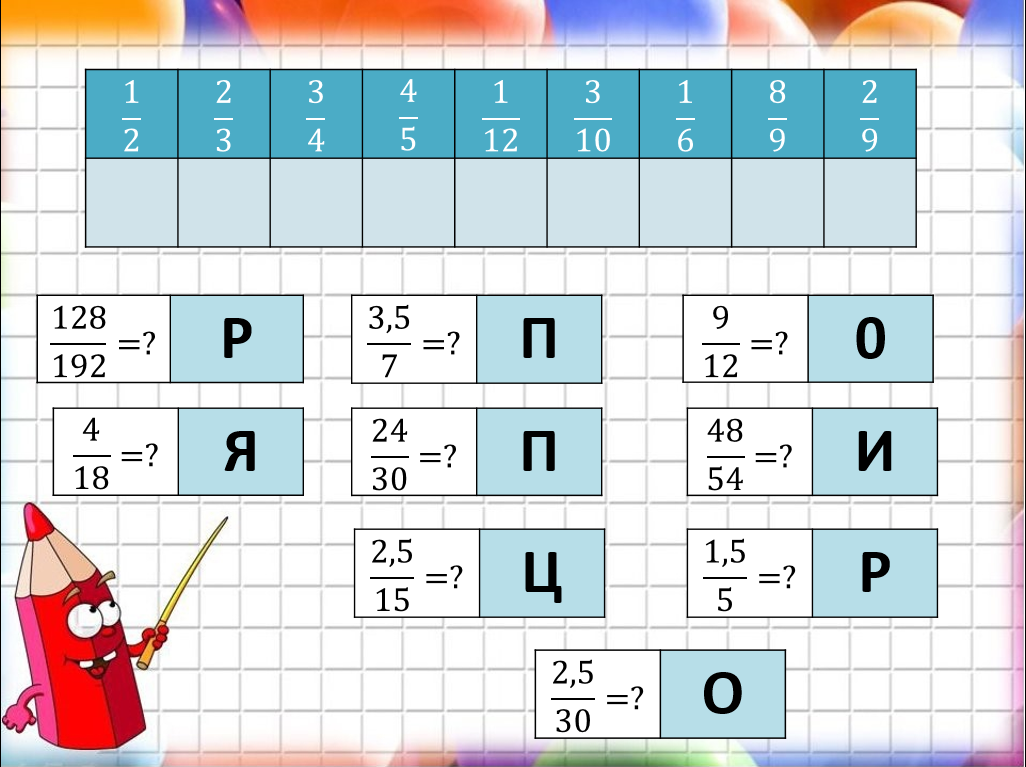 1/2 2/3 3/4 4/5 1/12 3/10 1/6 8/9 2/9
128/192 =? Р 3,5/7 =? П 9/12 =? 0
4/18 =? Я 24/30 =? П 48/54 =? И
2,5/15 =? Ц 1,5/5 =? Р
2,5/30 =? О